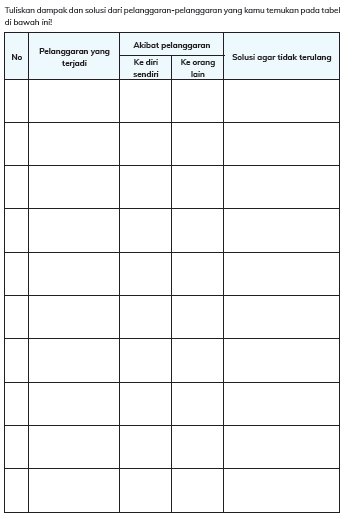 Tuliskan dampak dan solusi dari pelanggaran-pelanggaran yang kamu temukan pada tabel
di bawah ini!
No
Pelanggaran yang
terjadi
Akibat pelanggaran
Ke diri
sendiri
Ke orang
lain
Solusi agar tidak terulang